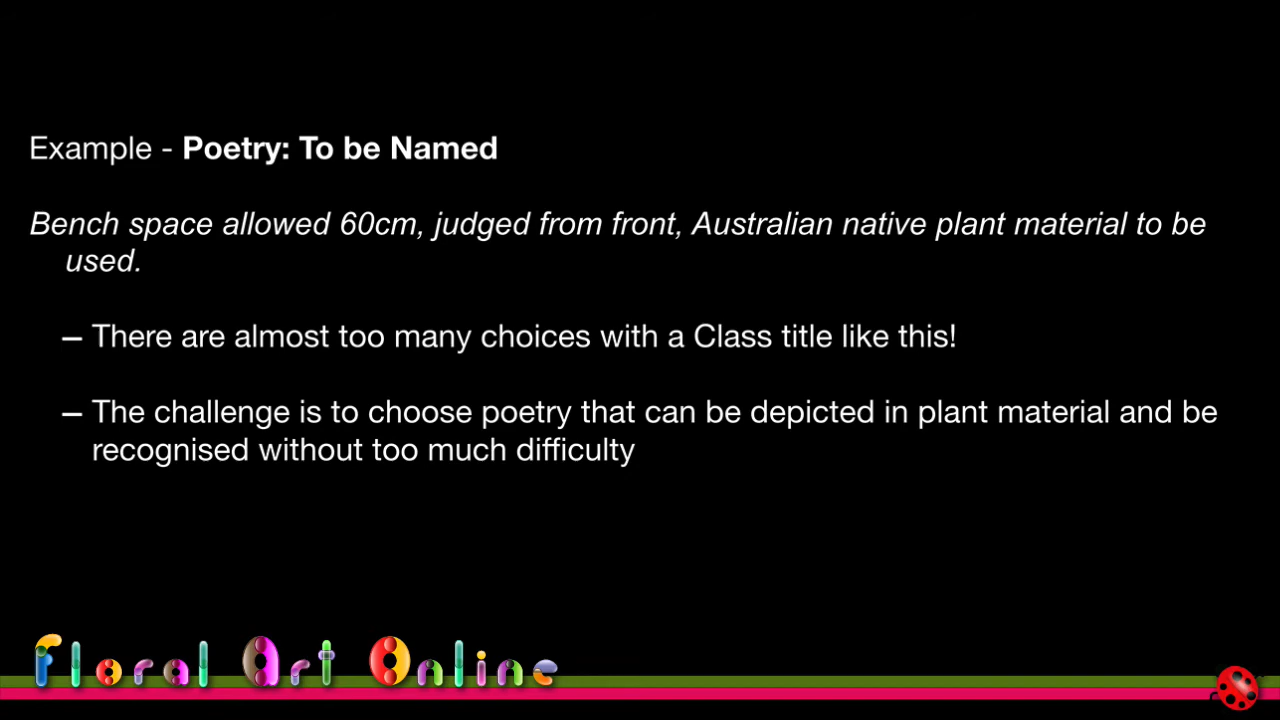 Example - Poetry: To be Named
Bench space allowed 60cm, judged from front, Australian native plant material to be
used.
– There are almost too many choices with a Class title like this!
– The challenge is to choose poetry that can be depicted in plant material and be
recognised without too much difficulty
Floral Art Online